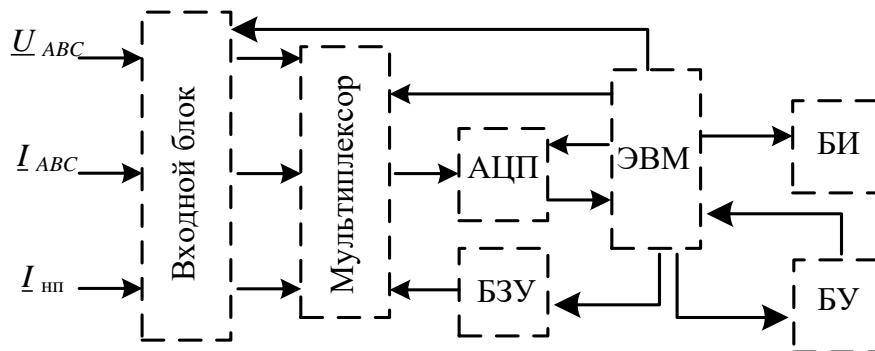 U ABC
I ABC
I нп
Входной блок
Мультиплексор
АЦП
БЗУ
ЭВМ
БИ
БУ